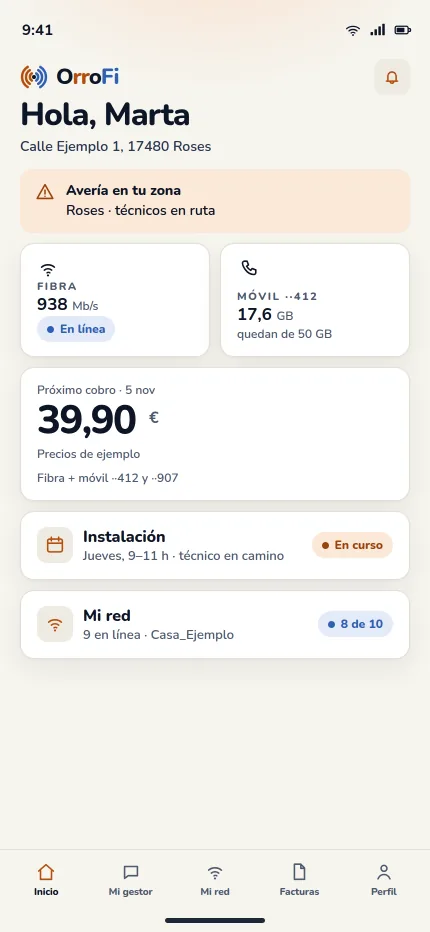 9:41
OrroFi
Hola, Marta
Calle Ejemplo 1, 17480 Roses
Avería en tu zona
Roses · técnicos en ruta
FIBRA
938 Mb/s
En línea
MÓVIL ··412
17,6 GB
quedan de 50 GB
Próximo cobro · 5 nov
39,90 €
Precios de ejemplo
Fibra + móvil ··412 y ··907
Instalación
Jueves, 9–11 h · técnico en camino
En curso
Mi red
9 en línea · Casa_Ejemplo
8 de 10
Inicio
Mi gestor
Mi red
Facturas
Perfil